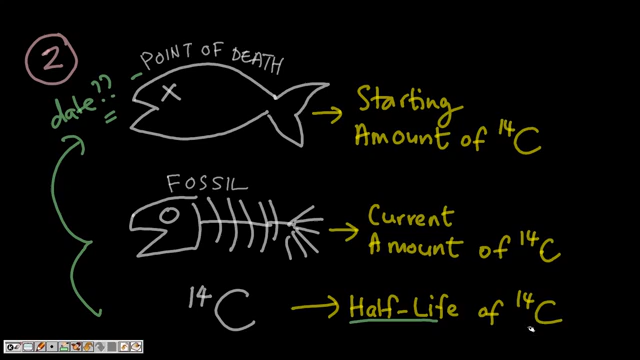 2
POINT OF DEATH
date??
Starting
Amount of ¹⁴C
FOSSIL
Current
Amount of ¹⁴C
¹⁴C
Half-Life of ¹⁴C